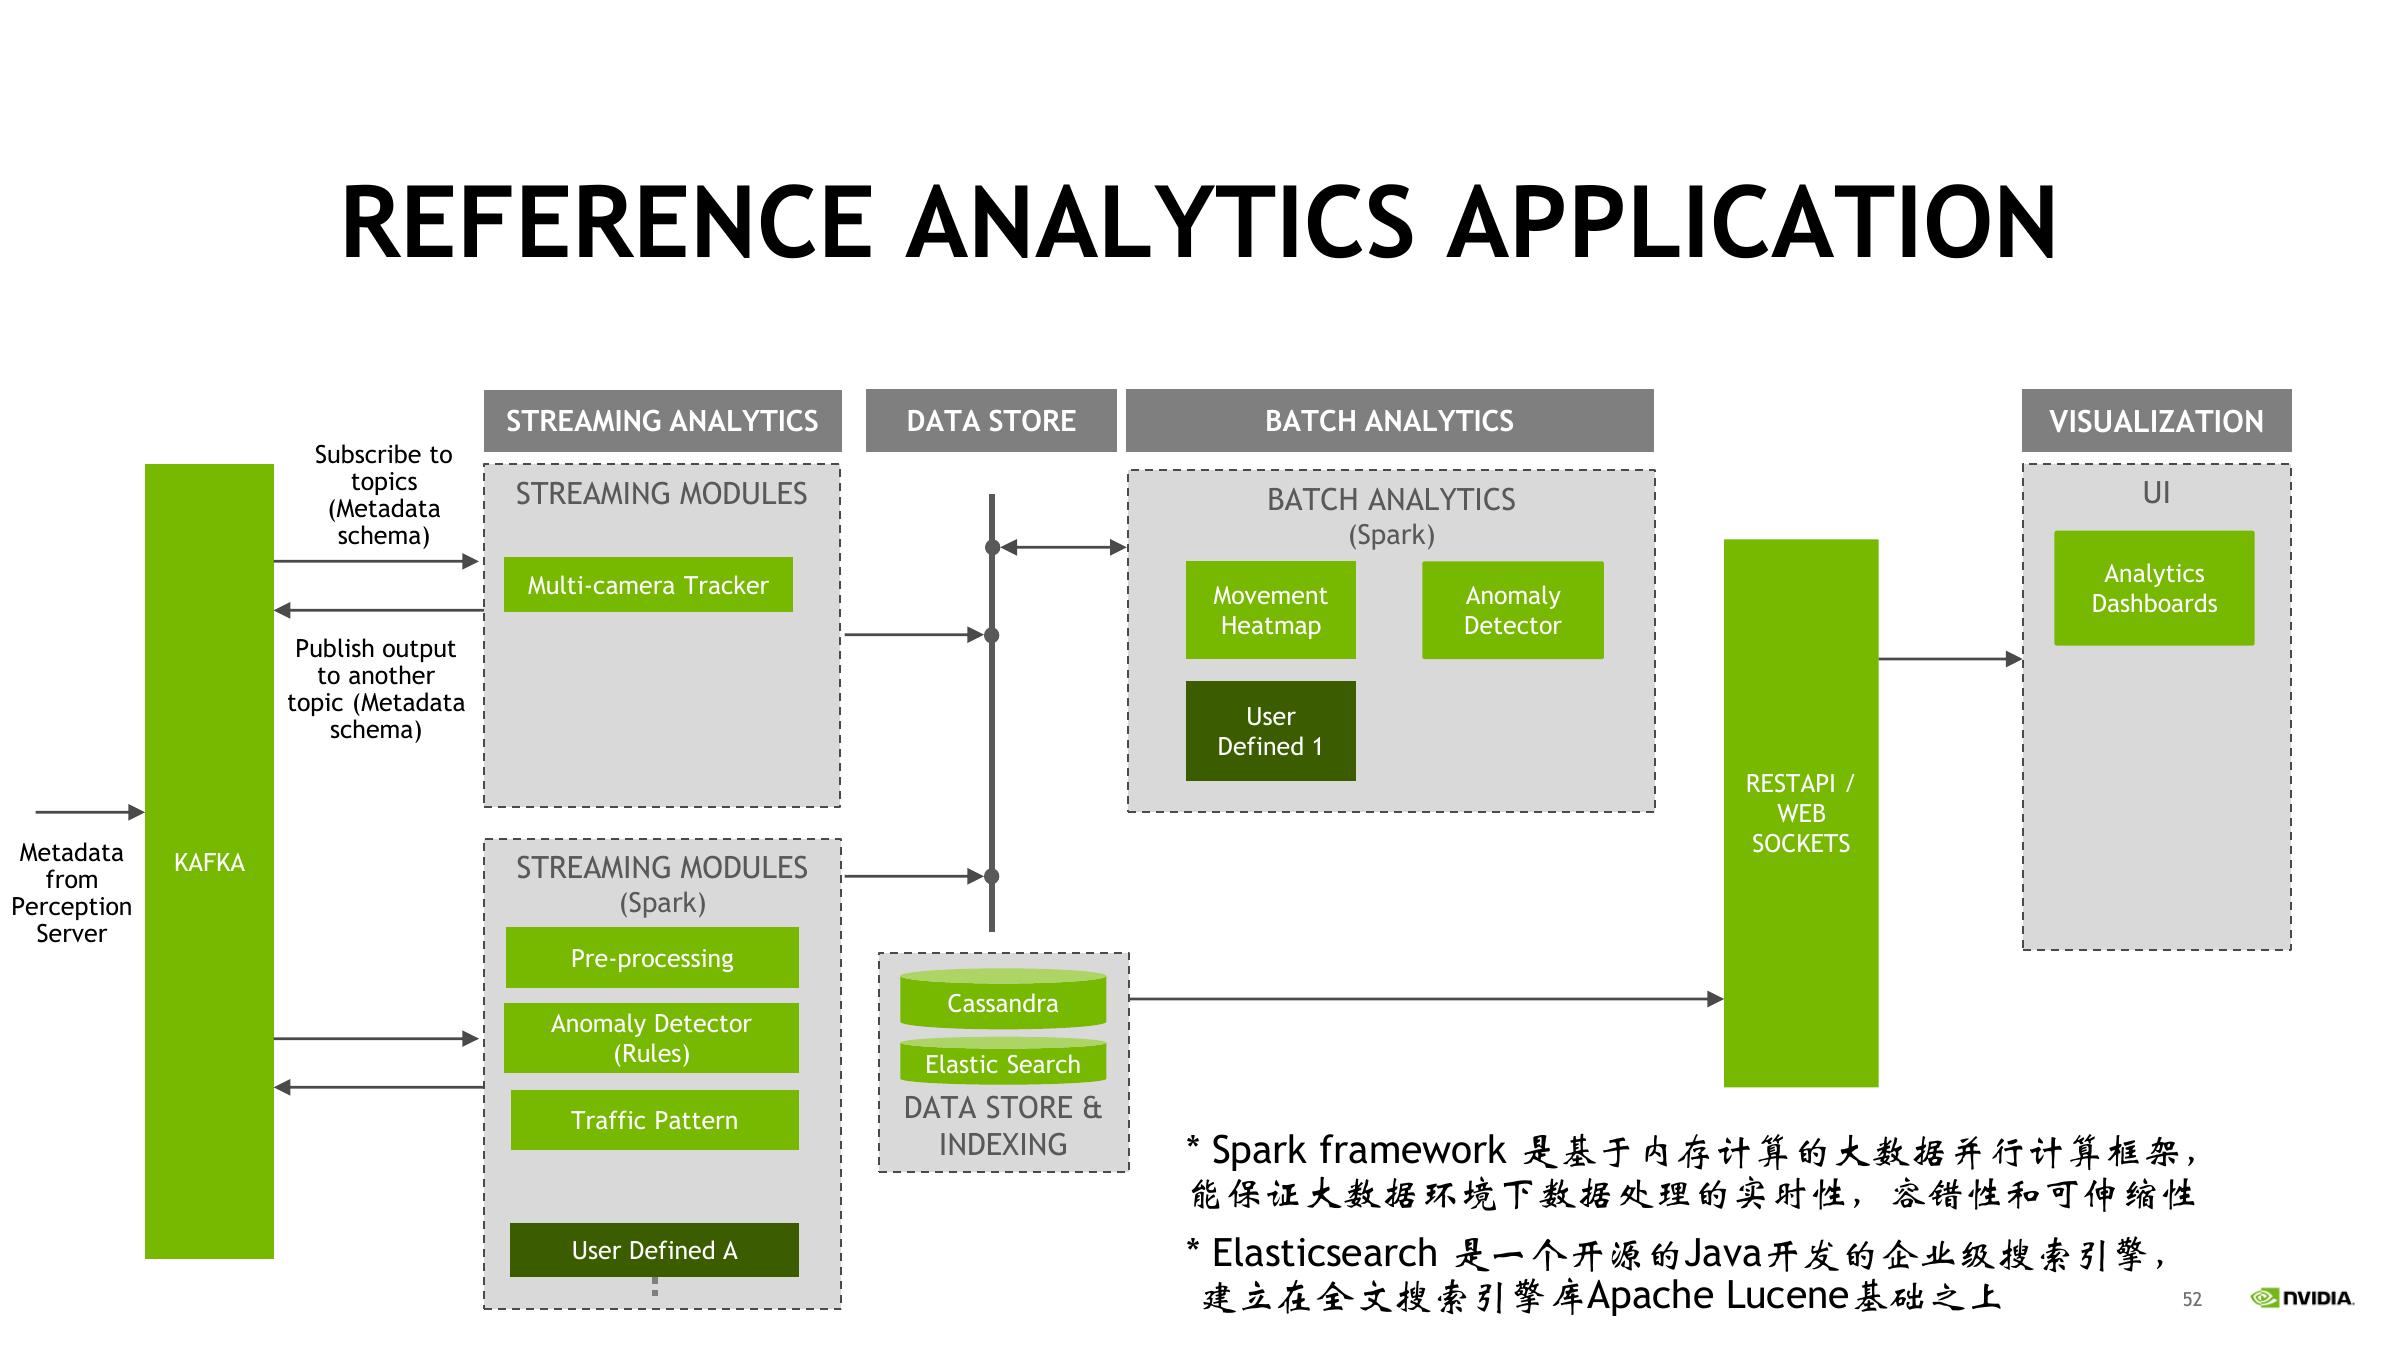 REFERENCE ANALYTICS APPLICATION
STREAMING ANALYTICS
DATA STORE
BATCH ANALYTICS
VISUALIZATION
Subscribe to
topics
(Metadata
schema)
Publish output
to another
topic (Metadata
schema)
Metadata
from
Perception
Server
KAFKA
STREAMING MODULES
Multi-camera Tracker
STREAMING MODULES
(Spark)
Pre-processing
Anomaly Detector
(Rules)
Traffic Pattern
User Defined A
Cassandra
Elastic Search
DATA STORE &
INDEXING
BATCH ANALYTICS
(Spark)
Movement
Heatmap
Anomaly
Detector
User
Defined 1
RESTAPI /
WEB
SOCKETS
UI
Analytics
Dashboards
* Spark framework 是基于内存计算的大数据并行计算框架，
能保证大数据环境下数据处理的实时性，容错性和可伸缩性
* Elasticsearch 是一个开源的Java开发的企业级搜索引擎，
建立在全文搜索引擎库Apache Lucene基础之上
52
NVIDIA.